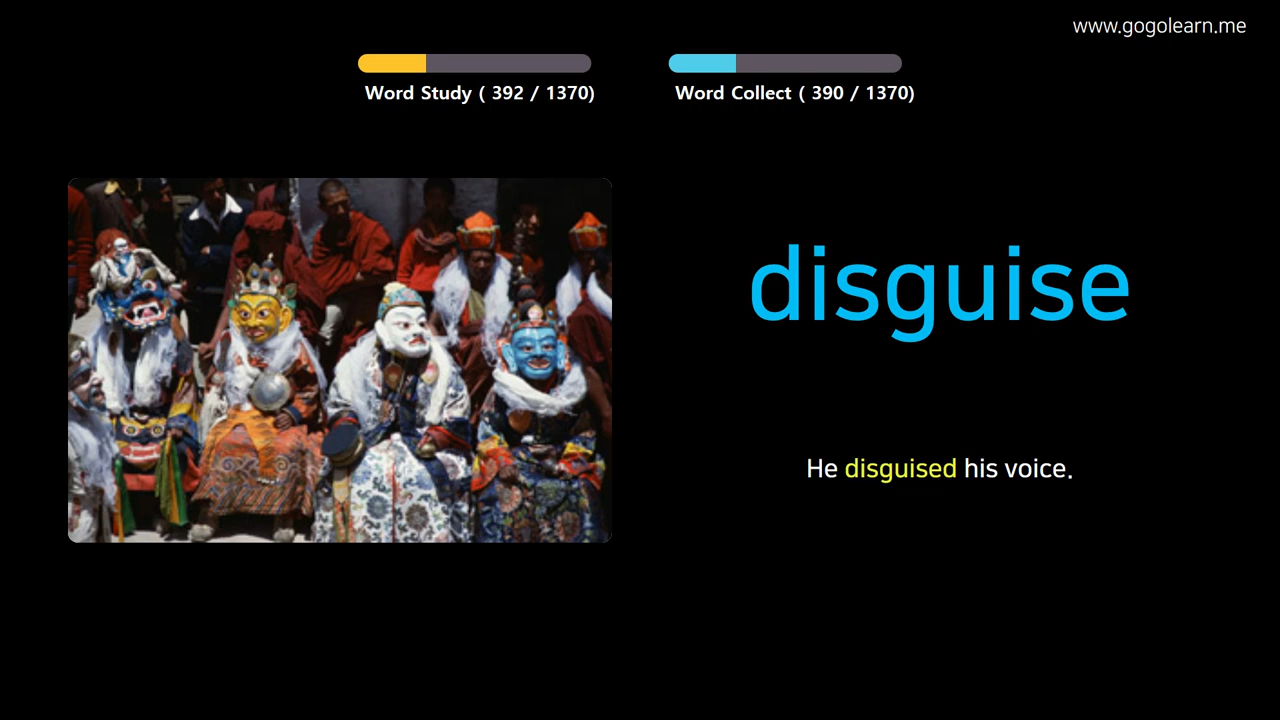 www.gogolearn.me
Word Study ( 392 / 1370)
Word Collect ( 390 / 1370)
disguise
He disguised his voice.